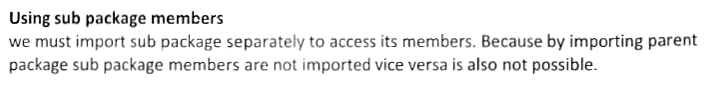 Using sub package members
we must import sub package separately to access its members. Because by importing parent
package sub package members are not imported vice versa is also not possible.